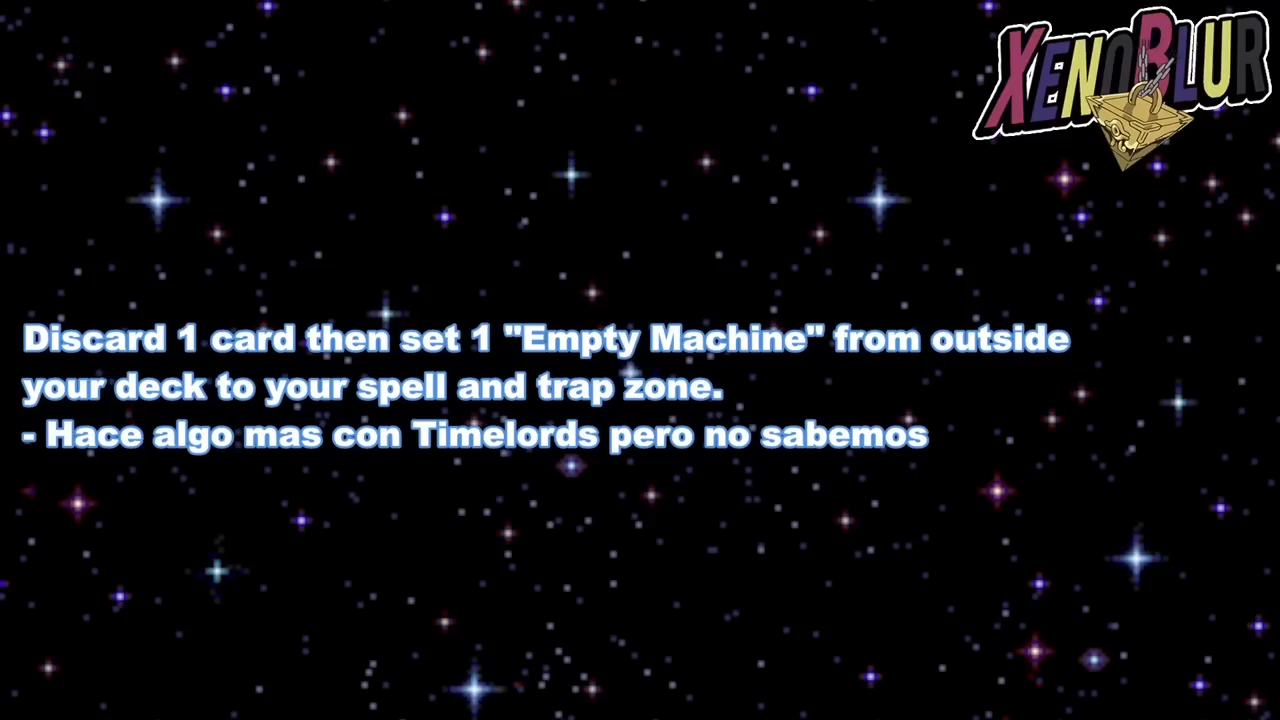 XENOBLUR
Discard 1 card then set 1 "Empty Machine" from outside
your deck to your spell and trap zone.
- Hace algo mas con Timelords pero no sabemos